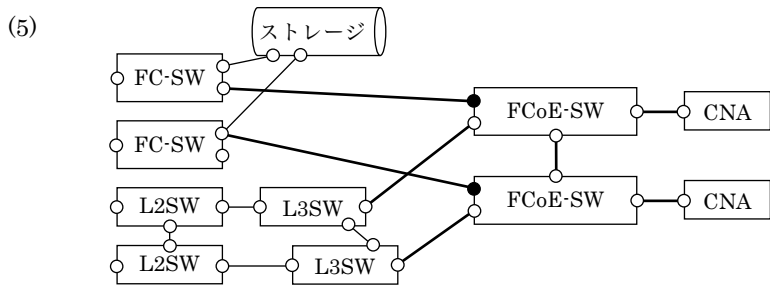 (5)
ストレージ
FC-SW
FCoE-SW
CNA
FC-SW
FCoE-SW
CNA
L2SW
L3SW
L2SW
L3SW